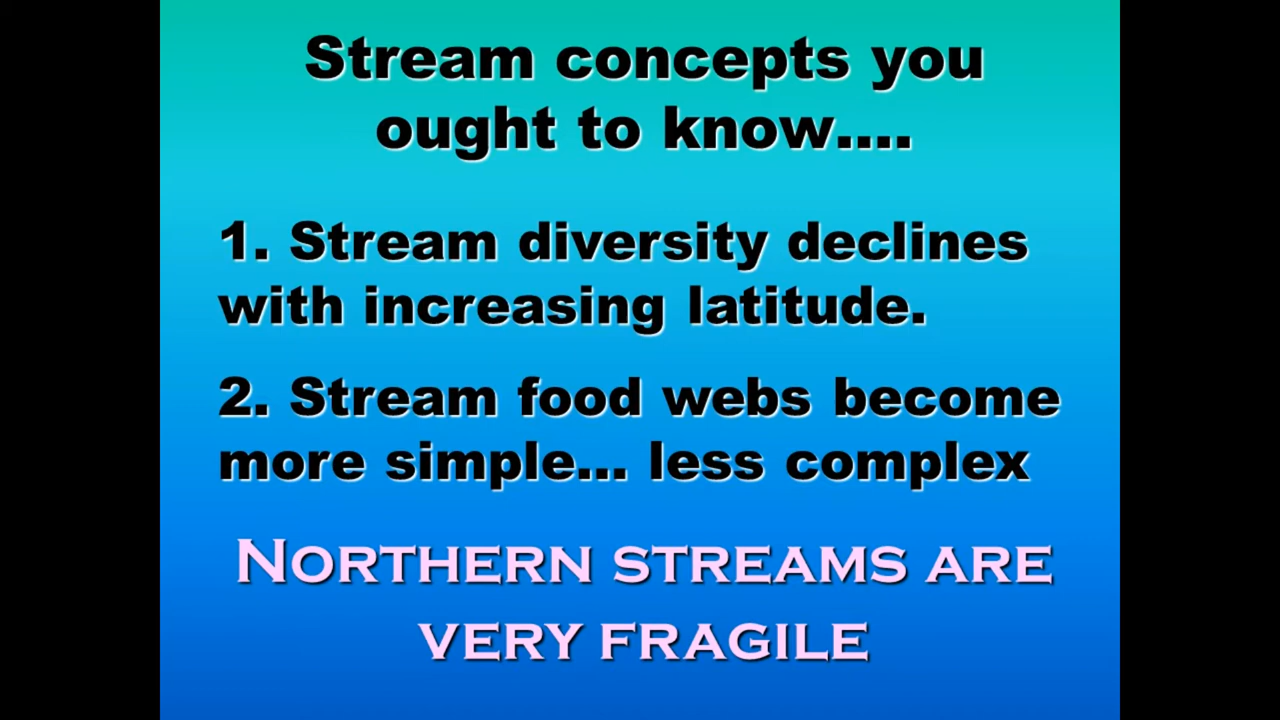 Stream concepts you
ought to know....
1. Stream diversity declines
with increasing latitude.
2. Stream food webs become
more simple... less complex
NORTHERN STREAMS ARE
VERY FRAGILE